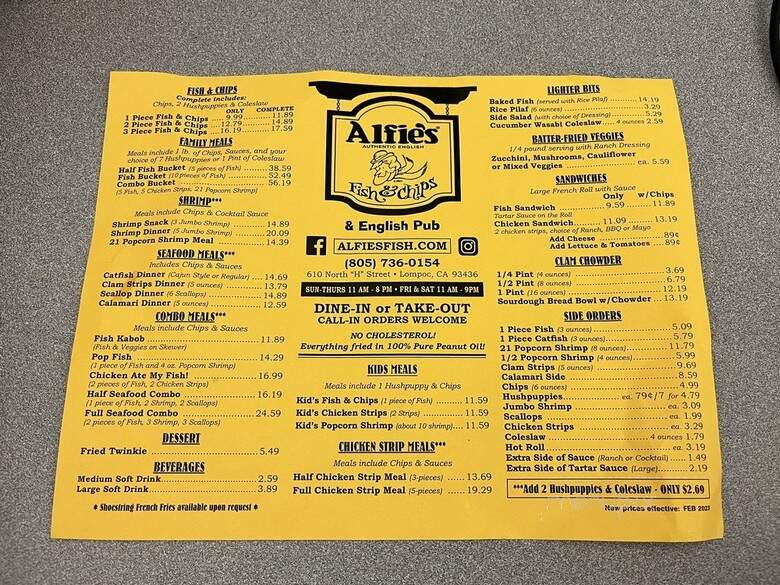 FISH & CHIPS
Complete Includes:
Chips, 2 Hushpuppies & Coleslaw
ONLY COMPLETE
1 Piece Fish & Chips 9.99 11.89
2 Piece Fish & Chips 12.79 14.89
3 Piece Fish & Chips 16.19 17.59
FAMILY MEALS
Meals include 1 lb. of Chips, Sauces, and your
choice of 7 Hushpuppies or 1 Pint of Coleslaw
Half Fish Bucket (5 pieces of Fish) 38.59
Fish Bucket (10 pieces of Fish) 52.49
Combo Bucket 56.19
(5 Fish, 5 Chicken Strips, 21 Popcorn Shrimp)
SHRIMP***
Meals include Chips & Cocktail Sauce
Shrimp Snack (3 Jumbo Shrimp) 14.89
Shrimp Dinner (5 Jumbo Shrimp) 20.09
21 Popcorn Shrimp Meal 14.39
SEAFOOD MEALS***
Includes Chips & Sauces
Catfish Dinner (Cajun Style or Regular) 14.69
Clam Strips Dinner (5 ounces) 13.79
Scallop Dinner (6 Scallops) 14.89
Calamari Dinner (5 ounces) 12.59
COMBO MEALS***
Meals include Chips & Sauces
Fish Kabob 11.89
(Fish & Veggies on Skewer)
Pop Fish 14.29
(1 piece of Fish and 4 oz. Popcorn Shrimp)
Chicken Ate My Fish! 16.99
(2 pieces of Fish, 2 Chicken Strips)
Half Seafood Combo 16.19
(1 piece of Fish, 2 Shrimp, 2 Scallops)
Full Seafood Combo 24.59
(2 pieces of Fish, 3 Shrimp, 3 Scallops)
DESSERT
Fried Twinkie 5.49
BEVERAGES
Medium Soft Drink 2.59
Large Soft Drink 3.89
* Shoestring French Fries available upon request *
Alfie's
AUTHENTIC ENGLISH
Fish & Chips
& English Pub
ALFIESFISH.COM
(805) 736-0154
610 North "H" Street • Lompoc, CA 93436
SUN-THURS 11 AM - 8 PM • FRI & SAT 11 AM - 9PM
DINE-IN or TAKE-OUT
CALL-IN ORDERS WELCOME
NO CHOLESTEROL!
Everything fried in 100% Pure Peanut Oil!
KIDS MEALS
Meals include 1 Hushpuppy & Chips
Kid's Fish & Chips (1 piece of Fish) 11.59
Kid's Chicken Strips (2 Strips) 11.59
Kid's Popcorn Shrimp (about 10 shrimp) 11.59
CHICKEN STRIP MEALS***
Meals include Chips & Sauces
Half Chicken Strip Meal (3-pieces) 13.69
Full Chicken Strip Meal (5-pieces) 19.29
LIGHTER BITS
Baked Fish (served with Rice Pilaf) 14.19
Rice Pilaf (6 ounces) 3.29
Side Salad (with choice of Dressing) 5.29
Cucumber Wasabi Coleslaw 4 ounces 2.59
BATTER-FRIED VEGGIES
1/4 pound serving with Ranch Dressing
Zucchini, Mushrooms, Cauliflower
or Mixed Veggies ea. 5.59
SANDWICHES
Large French Roll with Sauce
Only w/Chips
Fish Sandwich 9.59 11.89
Tartar Sauce on the Roll
Chicken Sandwich 11.09 13.19
2 chicken strips, choice of Ranch, BBQ or Mayo
Add Cheese 89¢
Add Lettuce & Tomatoes 89¢
CLAM CHOWDER
1/4 Pint (4 ounces) 3.69
1/2 Pint (8 ounces) 6.79
1 Pint (16 ounces) 12.19
Sourdough Bread Bowl w/Chowder 13.19
SIDE ORDERS
1 Piece Fish (3 ounces) 5.09
1 Piece Catfish (3 ounces) 5.79
21 Popcorn Shrimp (8 ounces) 11.79
1/2 Popcorn Shrimp (4 ounces) 5.99
Clam Strips (5 ounces) 9.69
Calamari Side 8.59
Chips (6 ounces) 4.99
Hushpuppies ea. 79¢/7 for 4.79
Jumbo Shrimp ea. 3.09
Scallops ea. 1.99
Chicken Strips ea. 3.29
Coleslaw 4 ounces 1.79
Hot Roll ea. 3.19
Extra Side of Sauce (Ranch or Cocktail) 1.49
Extra Side of Tartar Sauce (Large) 2.19
***Add 2 Hushpuppies & Coleslaw - ONLY $2.69
New prices effective: FEB 2023